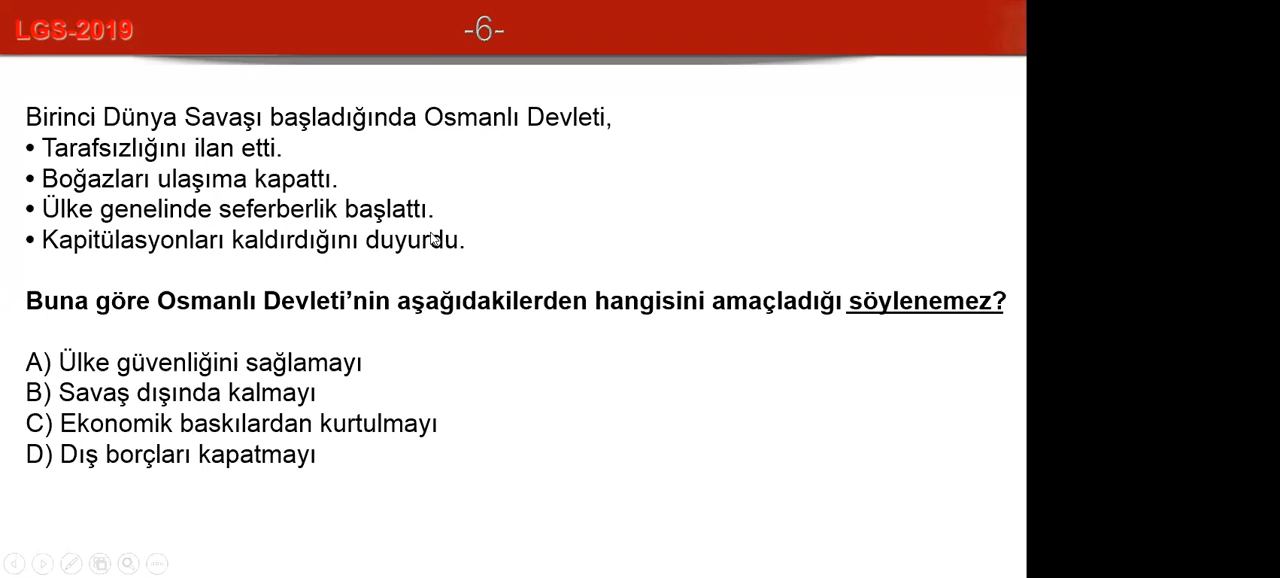 LGS-2019
-6-
Birinci Dünya Savaşı başladığında Osmanlı Devleti,
• Tarafsızlığını ilan etti.
• Boğazları ulaşıma kapattı.
• Ülke genelinde seferberlik başlattı.
• Kapitülasyonları kaldırdığını duyurdu.
Buna göre Osmanlı Devleti’nin aşağıdakilerden hangisini amaçladığı söylenemez?
A) Ülke güvenliğini sağlamayı
B) Savaş dışında kalmayı
C) Ekonomik baskılardan kurtulmayı
D) Dış borçları kapatmayı